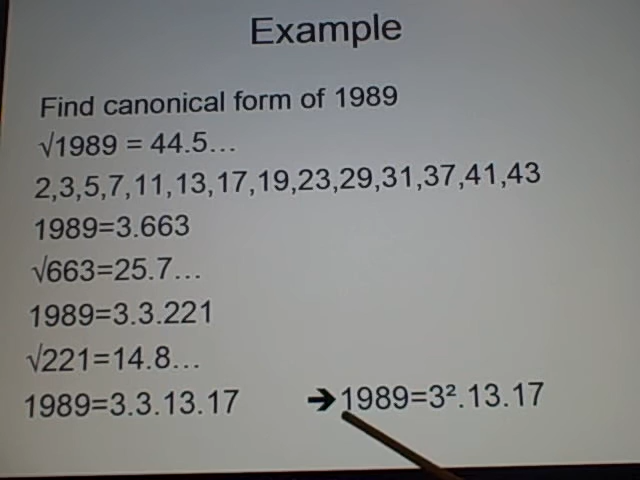 Example
Find canonical form of 1989
√1989 = 44.5...
2,3,5,7,11,13,17,19,23,29,31,37,41,43
1989=3.663
√663=25.7...
1989=3.3.221
√221=14.8...
1989=3.3.13.17 ➔1989=3².13.17